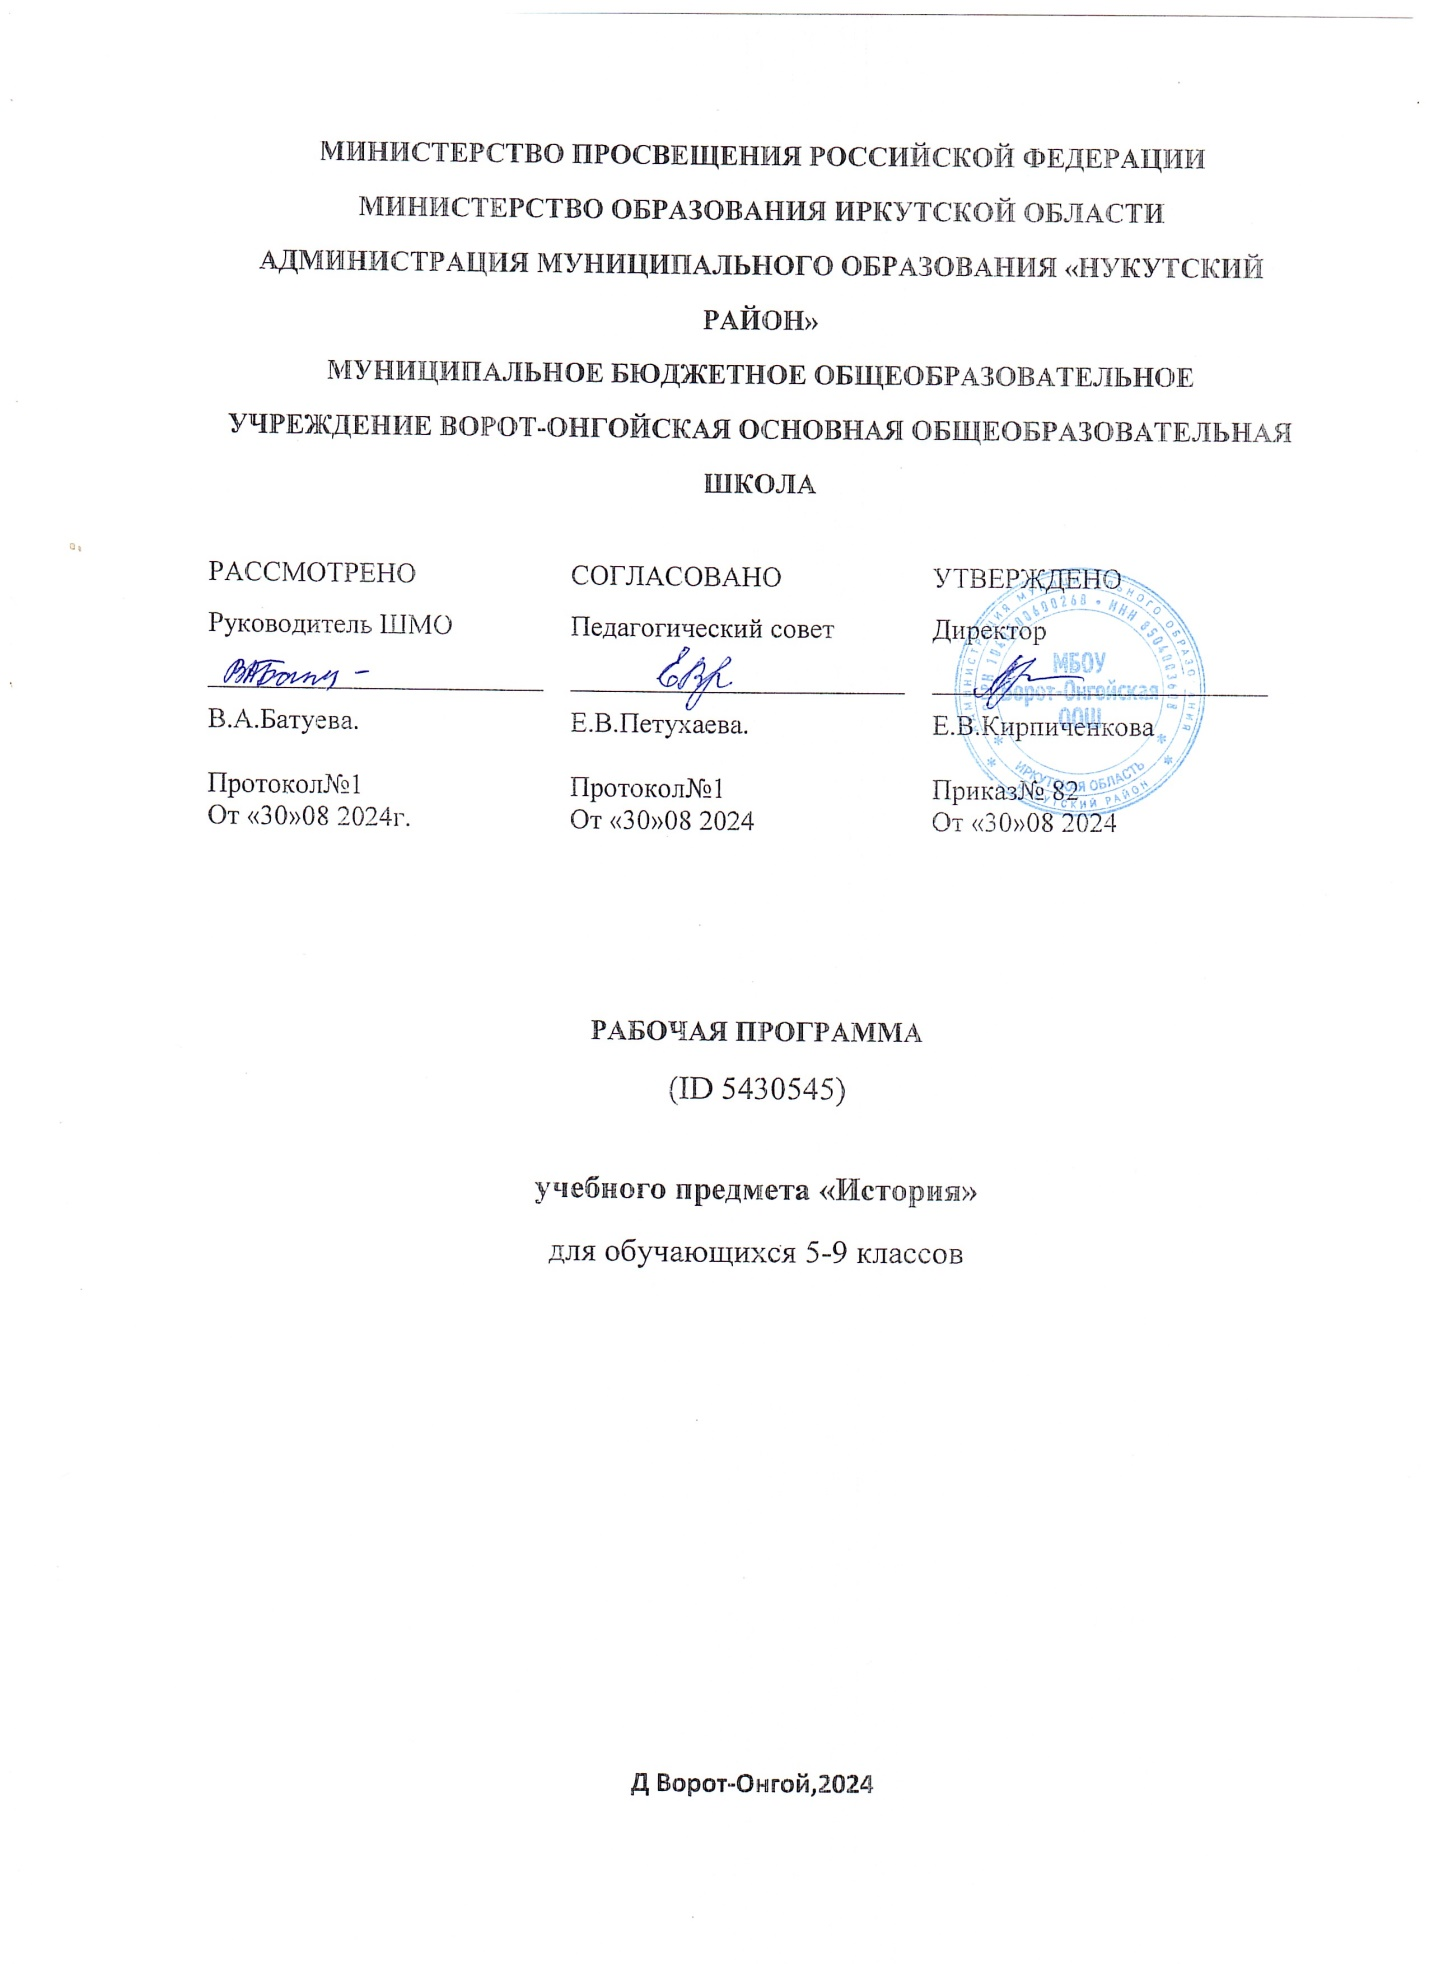 МИНИСТЕРСТВО ПРОСВЕЩЕНИЯ РОССИЙСКОЙ ФЕДЕРАЦИИ
МИНИСТЕРСТВО ОБРАЗОВАНИЯ ИРКУТСКОЙ ОБЛАСТИ
АДМИНИСТРАЦИЯ МУНИЦИПАЛЬНОГО ОБРАЗОВАНИЯ «НУКУТСКИЙ
РАЙОН»
МУНИЦИПАЛЬНОЕ БЮДЖЕТНОЕ ОБЩЕОБРАЗОВАТЕЛЬНОЕ
УЧРЕЖДЕНИЕ ВОРОТ-ОНГОЙСКАЯ ОСНОВНАЯ ОБЩЕОБРАЗОВАТЕЛЬНАЯ
ШКОЛА
РАССМОТРЕНО
Руководитель ШМО
В.А.Батуева.
Протокол№1
От «30»08 2024г.
СОГЛАСОВАНО
Педагогический совет
Е.В.Петухаева.
Протокол№1
От «30»08 2024
УТВЕРЖДЕНО
Директор
Е.В.Кирпиченкова
Приказ№ 82
От «30»08 2024
МБОУ
Ворот-Онгойская
ООШ
ИРКУТСКАЯ ОБЛАСТЬ
РАБОЧАЯ ПРОГРАММА
(ID 5430545)
учебного предмета «История»
для обучающихся 5-9 классов
Д Ворот-Онгой,2024